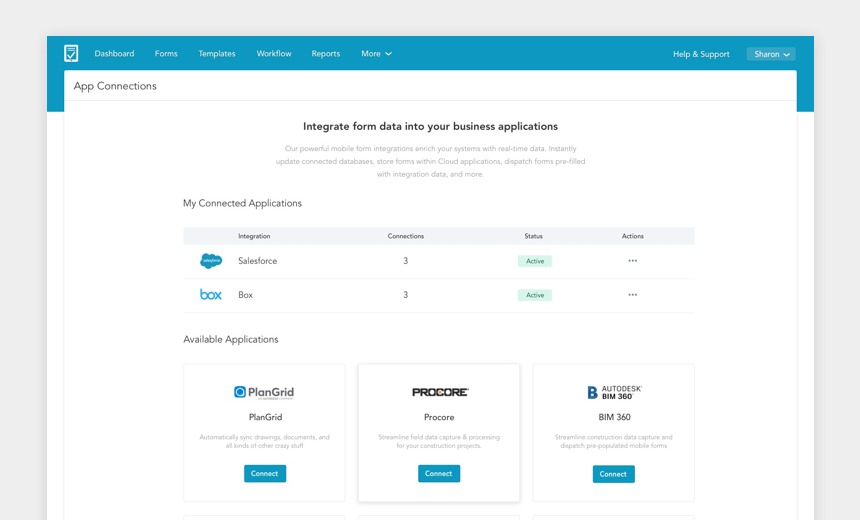 Dashboard Forms Templates Workflow Reports More Help & Support Sharon
App Connections
Integrate form data into your business applications
Our powerful mobile form integrations enrich your systems with real-time data. Instantly
update connected databases, store forms within Cloud applications, dispatch forms pre-filled
with integration data, and more.
My Connected Applications
Integration Connections Status Actions
salesforce Salesforce 3 Active ···
box Box 3 Active ···
Available Applications
PlanGrid
PlanGrid
Automatically sync drawings, documents, and
all kinds of other crazy stuff
Connect
PROCORE
Procore
Streamline field data capture & processing
for your construction projects.
Connect
B AUTODESK
BIM 360
BIM 360
Streamline construction data capture and
dispatch pre-populated mobile forms
Connect